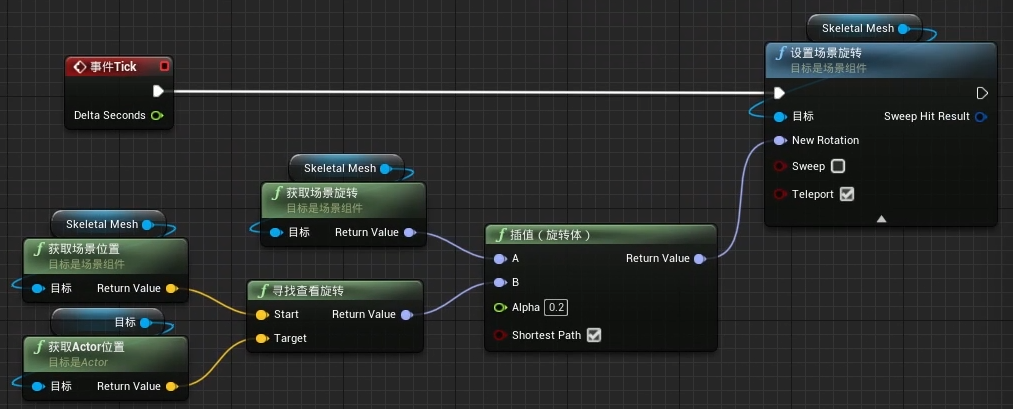 Skeletal Mesh
设置场景旋转
目标是场景组件
目标
Sweep Hit Result
New Rotation
Sweep
Teleport
事件Tick
Delta Seconds
Skeletal Mesh
获取场景旋转
目标是场景组件
目标 Return Value
Skeletal Mesh
获取场景位置
目标是场景组件
目标 Return Value
目标
获取Actor位置
目标是Actor
目标 Return Value
寻找查看旋转
Start Return Value
Target
插值（旋转体）
A Return Value
B
Alpha 0.2
Shortest Path